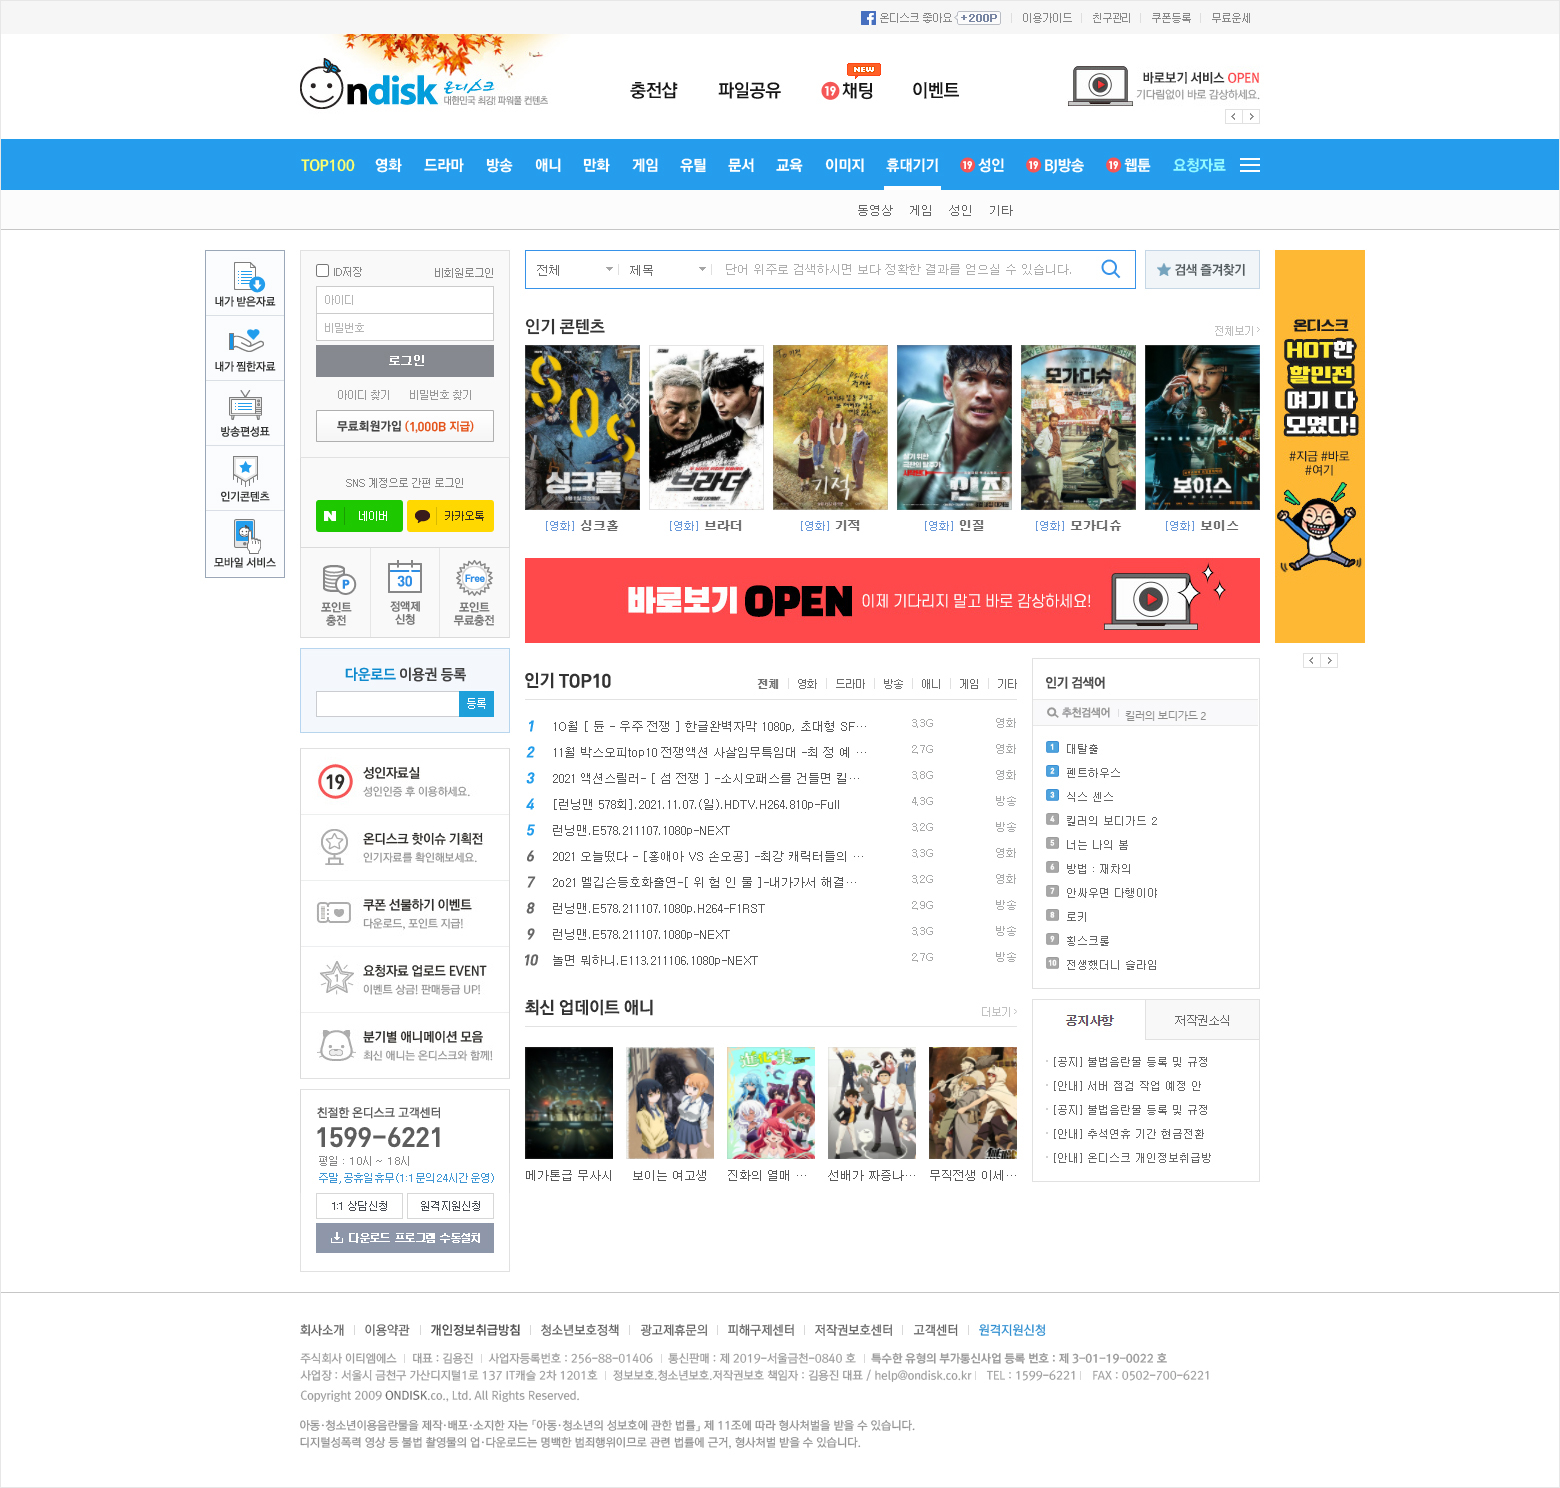 온디스크 좋아요 +200P 이용가이드 친구관리 쿠폰등록 무료운세
ondisk 온디스크
대한민국 최강! 파워풀 컨텐츠
충전샵 파일공유 19 채팅 NEW 이벤트
바로보기 서비스 OPEN
기다림없이 바로 감상하세요.
TOP100 영화 드라마 방송 애니 만화 게임 유틸 문서 교육 이미지 휴대기기 19 성인 19 BJ방송 19 웹툰 요청자료
동영상 게임 성인 기타
내가 받은자료
내가 찜한자료
방송편성표
인기콘텐츠
모바일 서비스
ID저장 비회원로그인
아이디
비밀번호
로그인
아이디 찾기 비밀번호 찾기
무료회원가입 (1,000B 지급)
SNS 계정으로 간편 로그인
N 네이버 카카오톡
P 포인트 충전
30 정액제 신청
Free 포인트 무료충전
다운로드 이용권 등록
등록
19 성인자료실
성인인증 후 이용하세요.
온디스크 핫이슈 기획전
인기자료를 확인해보세요.
쿠폰 선물하기 이벤트
다운로드, 포인트 지급!
1 요청자료 업로드 EVENT
이벤트 상금! 판매등급 UP!
분기별 애니메이션 모음
최신 애니는 온디스크와 함께!
친절한 온디스크 고객센터
1599-6221
평일 : 10시 ~ 18시
주말, 공휴일 휴무(1:1 문의 24시간 운영)
1:1 상담신청 원격지원신청
다운로드 프로그램 수동설치
전체 제목 단어 위주로 검색하시면 보다 정확한 결과를 얻으실 수 있습니다.
검색 즐겨찾기
인기 콘텐츠 전체보기
SOS 싱크홀
브라더
기적
인질
모가디슈
보이스
[영화] 싱크홀 [영화] 브라더 [영화] 기적 [영화] 인질 [영화] 모가디슈 [영화] 보이스
바로보기 OPEN 이제 기다리지 말고 바로 감상하세요!
인기 TOP10 전체 영화 드라마 방송 애니 게임 기타
1 10월 [ 듄 - 우주 전쟁 ] 한글완벽자막 1080p, 초대형 SF… 3.3G 영화
2 11월 박스오피top10 전쟁액션 사살임무특임대 -최 정 예 … 2.7G 영화
3 2021 액션스릴러- [ 섬 전쟁 ] -소시오패스를 건들면 킬… 3.8G 영화
4 [런닝맨 578회].2021.11.07.(일).HDTV.H264.810p-Full 4.3G 방송
5 런닝맨.E578.211107.1080p-NEXT 3.2G 방송
6 2021 오늘떴다 - [홍애아 VS 손오공] -최강 캐릭터들의 … 3.3G 영화
7 2o21 멜깁슨등호화출연-[ 위 험 인 물 ]-내가가서 해결… 3.2G 영화
8 런닝맨.E578.211107.1080p.H264-F1RST 2.9G 방송
9 런닝맨.E578.211107.1080p-NEXT 3.3G 방송
10 놀면 뭐하니.E113.211106.1080p-NEXT 2.7G 방송
최신 업데이트 애니 더보기
메가톤급 무사시 보이는 여고생 진화의 열매 … 선배가 짜증나… 무직전생 이세…
인기 검색어
추천검색어 킬러의 보디가드 2
1 대탈출
2 펜트하우스
3 식스 센스
4 킬러의 보디가드 2
5 너는 나의 봄
6 방법 : 재차의
7 안싸우면 다행이야
8 로키
9 횡스크롤
10 전생했더니 슬라임
공지사항 저작권소식
[공지] 불법음란물 등록 및 규정
[안내] 서버 점검 작업 예정 안
[공지] 불법음란물 등록 및 규정
[안내] 추석연휴 기간 현금전환
[안내] 온디스크 개인정보취급방
온디스크
HOT한
할인전
여기 다
모였다!
#지금 #바로
#여기
회사소개 이용약관 개인정보취급방침 청소년보호정책 광고제휴문의 피해구제센터 저작권보호센터 고객센터 원격지원신청
주식회사 이티엠에스 대표 : 김용진 사업자등록번호 : 256-88-01406 통신판매 : 제 2019-서울금천-0840 호 특수한 유형의 부가통신사업 등록 번호 : 제 3-01-19-0022 호
사업장 : 서울시 금천구 가산디지털1로 137 IT캐슬 2차 1201호 정보보호.청소년보호.저작권보호 책임자 : 김용진 대표 / help@ondisk.co.kr TEL : 1599-6221 FAX : 0502-700-6221
Copyright 2009 ONDISK.co., Ltd. All Rights Reserved.
아동·청소년이용음란물을 제작·배포·소지한 자는 「아동·청소년의 성보호에 관한 법률」 제 11조에 따라 형사처벌을 받을 수 있습니다.
디지털성폭력 영상 등 불법 촬영물의 업·다운로드는 명백한 범죄행위이므로 관련 법률에 근거, 형사처벌 받을 수 있습니다.